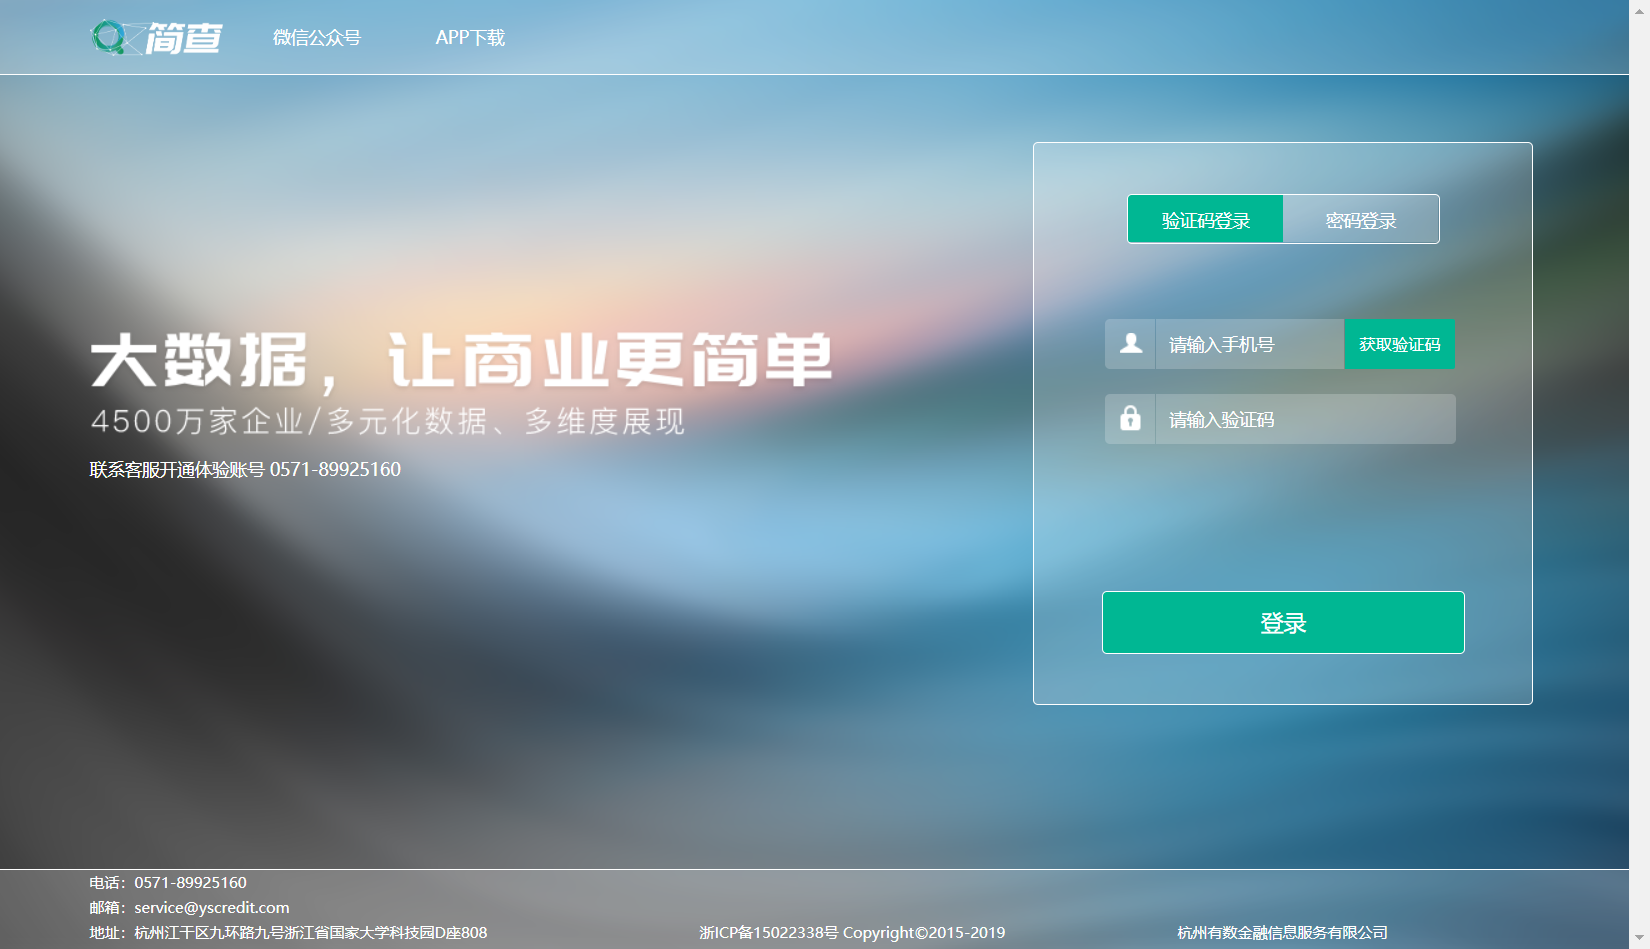 简查
微信公众号
APP下载
验证码登录
密码登录
请输入手机号
获取验证码
请输入验证码
登录
大数据，让商业更简单
4500万家企业/多元化数据、多维度展现
联系客服开通体验账号 0571-89925160
电话：0571-89925160
邮箱：service@yscredit.com
地址：杭州江干区九环路九号浙江省国家大学科技园D座808
浙ICP备15022338号 Copyright©2015-2019
杭州有数金融信息服务有限公司